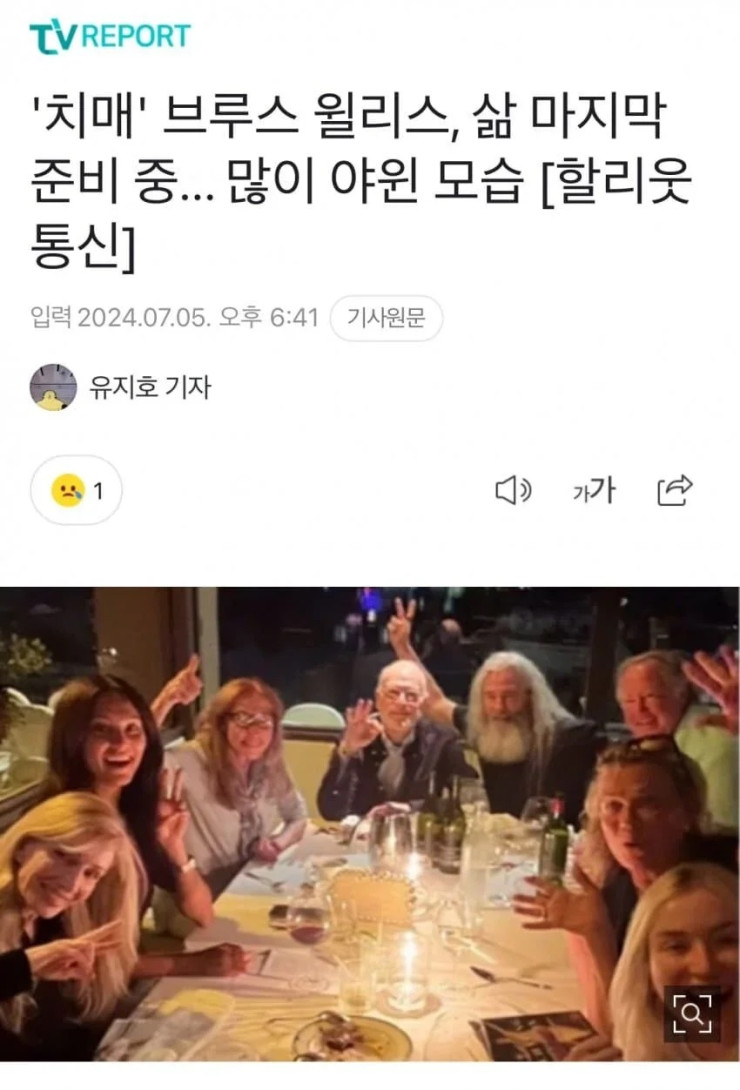 TVREPORT
'치매' 브루스 윌리스, 삶 마지막
준비 중... 많이 야윈 모습 [할리웃
통신]
입력 2024.07.05. 오후 6:41 기사원문
유지호 기자
1
가가